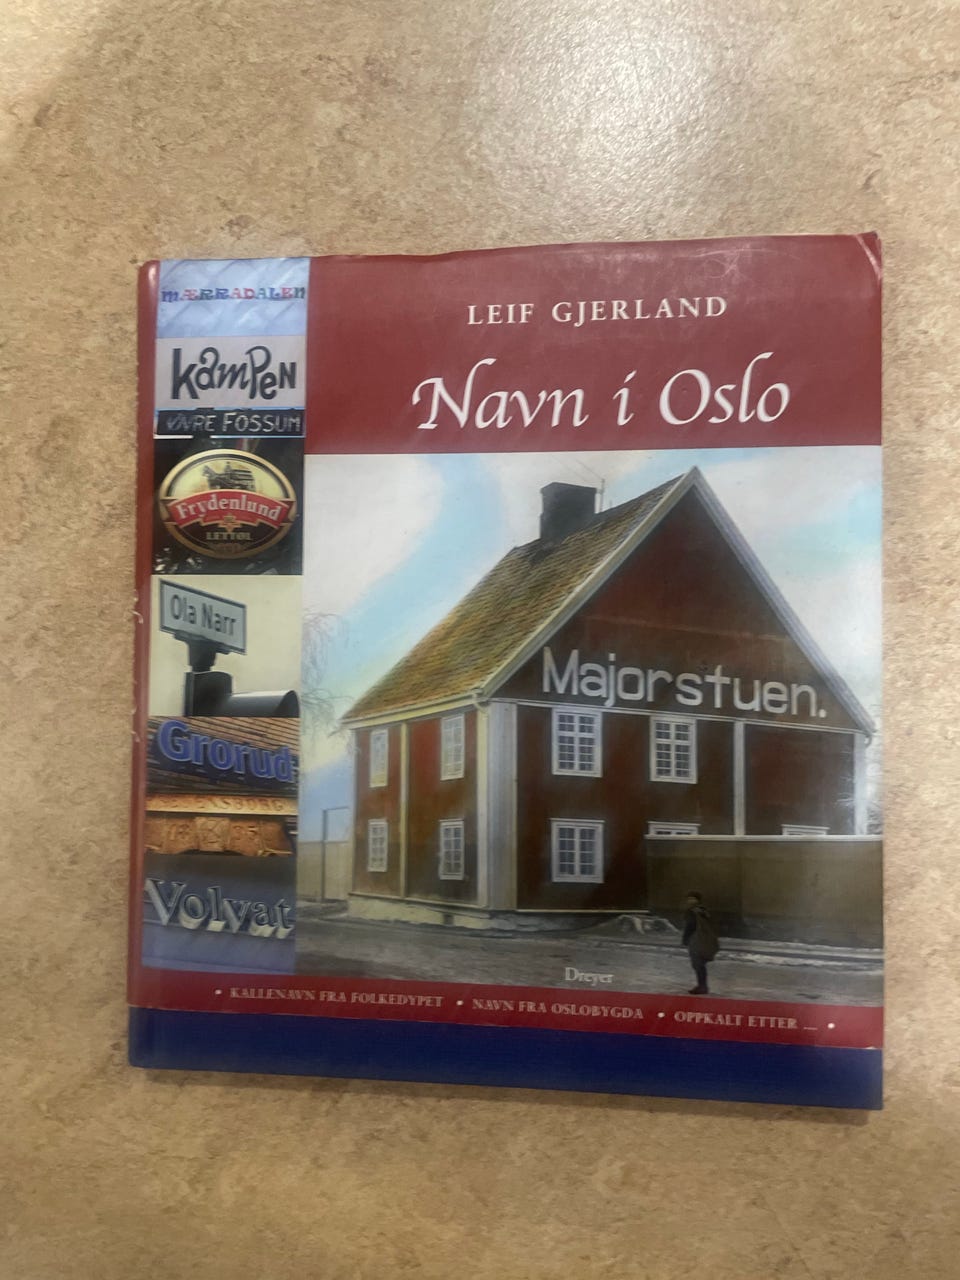 LEIF GJERLAND
Navn i Oslo
MÆRRADALEN
KAMPEN
ØVRE FOSSUM
Frydenlund
LETTØL
Ola Narr
Grorud
1835
Volvat
Majorstuen.
Dreyer
• KALLENAVN FRA FOLKEDYPET • NAVN FRA OSLOBYGDA • OPPKALT ETTER ... •